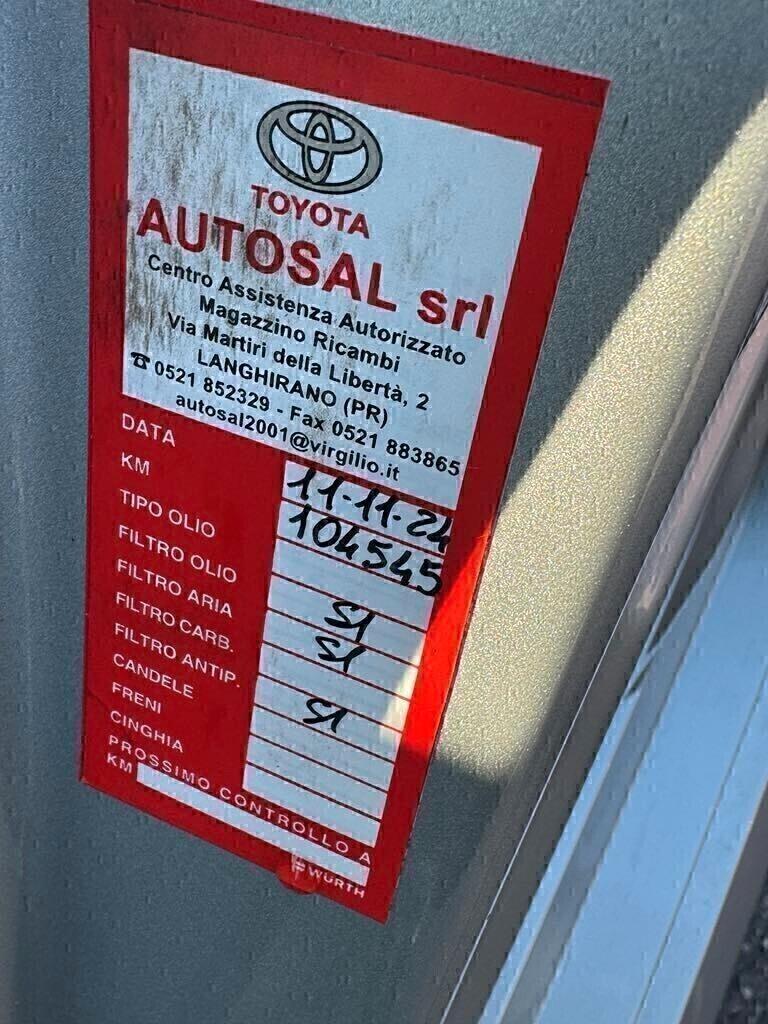 TOYOTA
AUTOSAL srl
Centro Assistenza Autorizzato
Magazzino Ricambi
Via Martiri della Libertà, 2
LANGHIRANO (PR)
☎ 0521 852329 - Fax 0521 883865
autosal2001@virgilio.it
DATA 11-11-24
KM 104545
TIPO OLIO
FILTRO OLIO SI
FILTRO ARIA SI
FILTRO CARB.
FILTRO ANTIP. SI
CANDELE
FRENI
CINGHIA
PROSSIMO CONTROLLO A
KM
WÜRTH